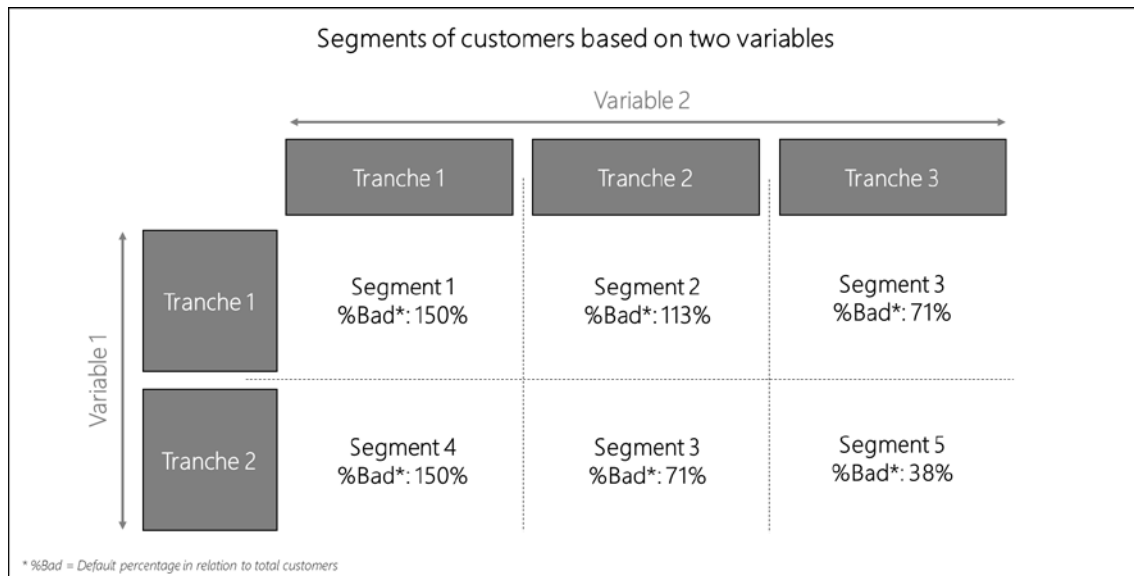 Segments of customers based on two variables
Variable 2
Tranche 1
Tranche 2
Tranche 3
Variable 1
Tranche 1
Segment 1
%Bad*: 150%
Segment 2
%Bad*: 113%
Segment 3
%Bad*: 71%
Tranche 2
Segment 4
%Bad*: 150%
Segment 3
%Bad*: 71%
Segment 5
%Bad*: 38%
* %Bad = Default percentage in relation to total customers